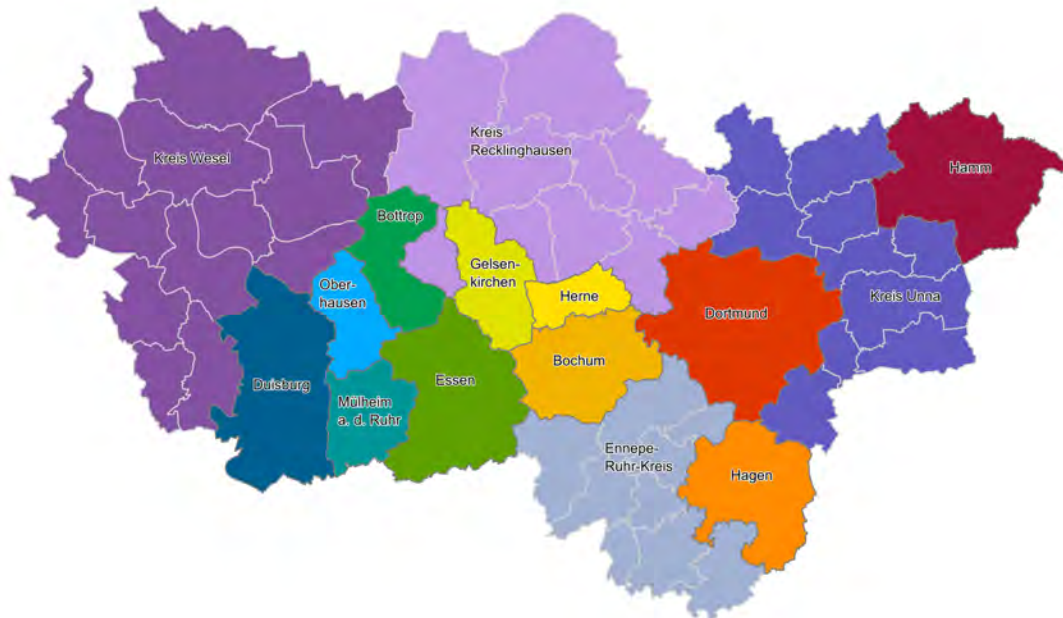 Kreis
Recklinghausen
Kreis Wesel
Hamm
Bottrop
Gelsen-
kirchen
Ober-
hausen
Herne
Kreis Unna
Dortmund
Bochum
Essen
Duisburg
Mülheim
a. d. Ruhr
Ennepe-
Ruhr-Kreis
Hagen